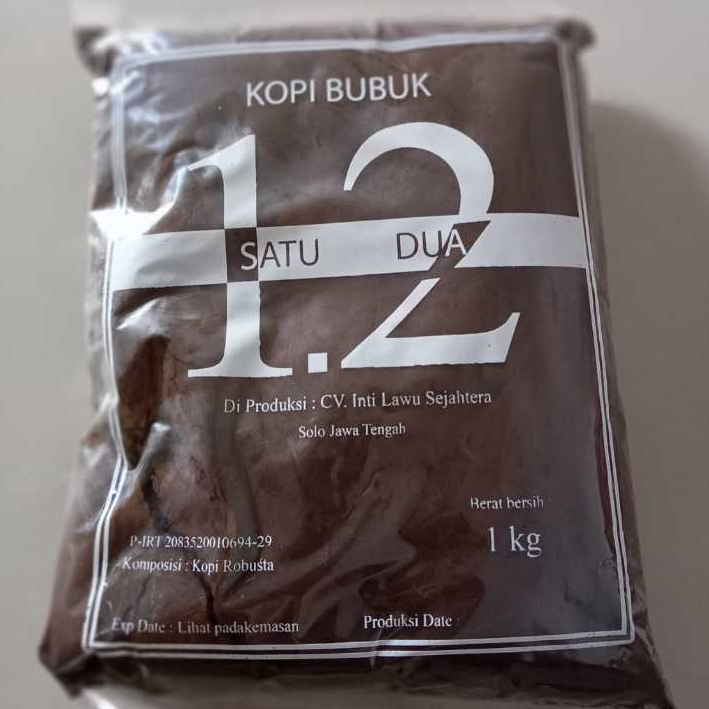 KOPI BUBUK
1.2
SATU DUA
Di Produksi : CV. Inti Lawu Sejahtera
Solo Jawa Tengah
Berat bersih :
1 kg
P-IRT 2083520010694-29
Komposisi : Kopi Robusta
Exp Date : Lihat padakemasan
Produksi Date :